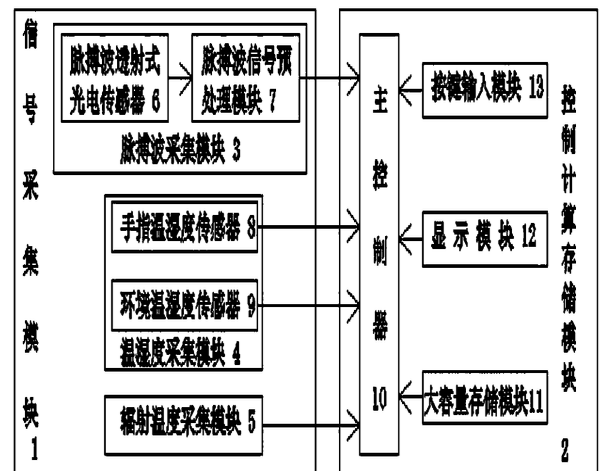 信号采集模块1
脉搏波透射式
光电传感器 6
脉搏波信号预
处理模块 7
脉搏波采集模块 3
手指温湿度传感器 8
环境温湿度传感器 9
温湿度采集模块 4
辐射温度采集模块 5
主控制器10
按键输入模块 13
显示模块 12
大容量存储模块11
控制计算存储模块2